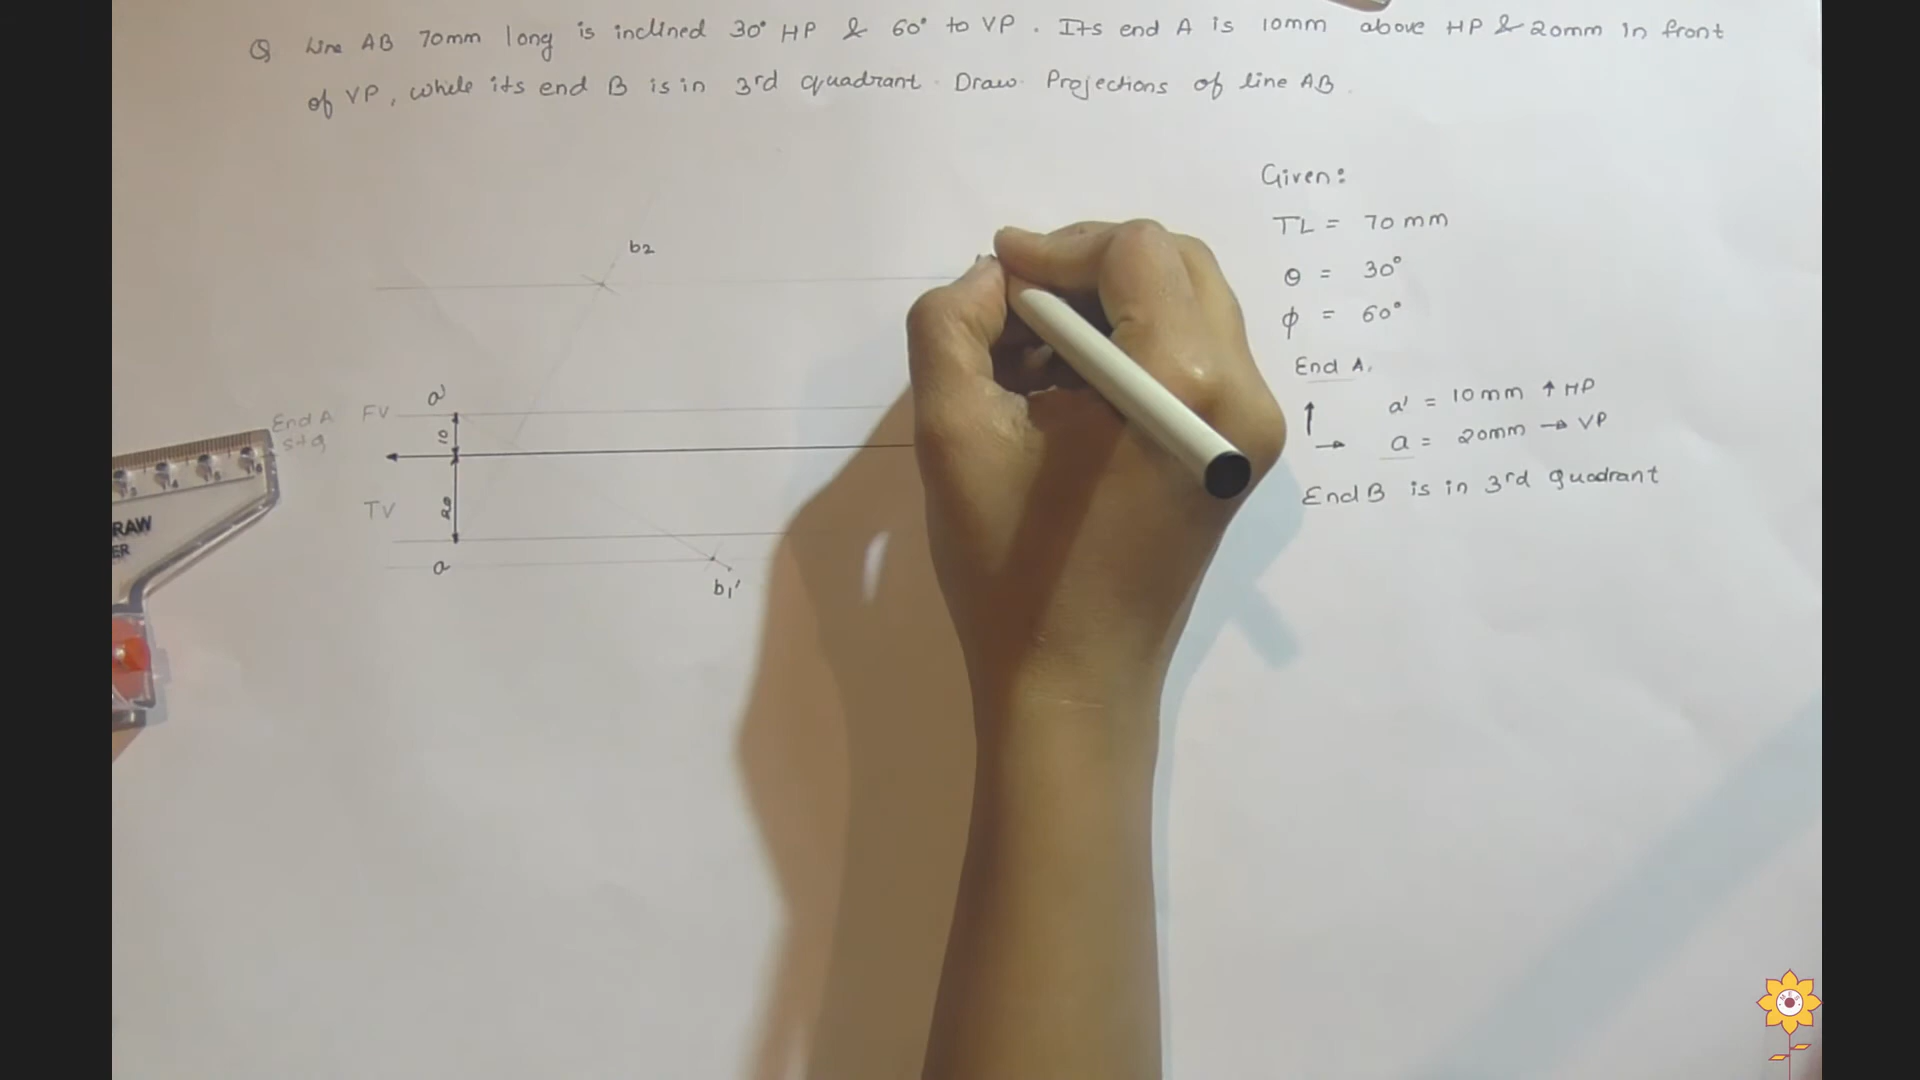 Q Line AB 70mm long is inclined 30° HP & 60° to VP. Its end A is 10mm above HP & 20mm in front
of VP, while its end B is in 3rd quadrant. Draw Projections of line AB.
Given:
TL = 70 mm
θ = 30°
ϕ = 60°
End A.
↑ a' = 10mm ↑ HP
→ a = 20mm → VP
End B is in 3rd quadrant
b2
a'
End A FV
10
TV
20
a
b1'
RAW
ER